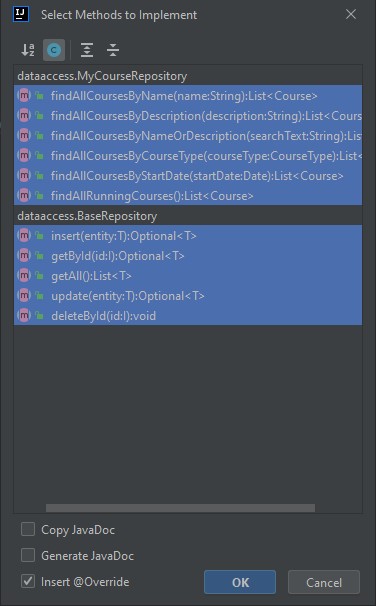 Select Methods to Implement
dataaccess.MyCourseRepository
findAllCoursesByName(name:String):List<Course>
findAllCoursesByDescription(description:String):List<Cours
findAllCoursesByNameOrDescription(searchText:String):Lis
findAllCoursesByCourseType(courseType:CourseType):List<
findAllCoursesByStartDate(startDate:Date):List<Course>
findAllRunningCourses():List<Course>
dataaccess.BaseRepository
insert(entity:T):Optional<T>
getById(id:I):Optional<T>
getAll():List<T>
update(entity:T):Optional<T>
deleteById(id:I):void
Copy JavaDoc
Generate JavaDoc
Insert @Override
OK Cancel